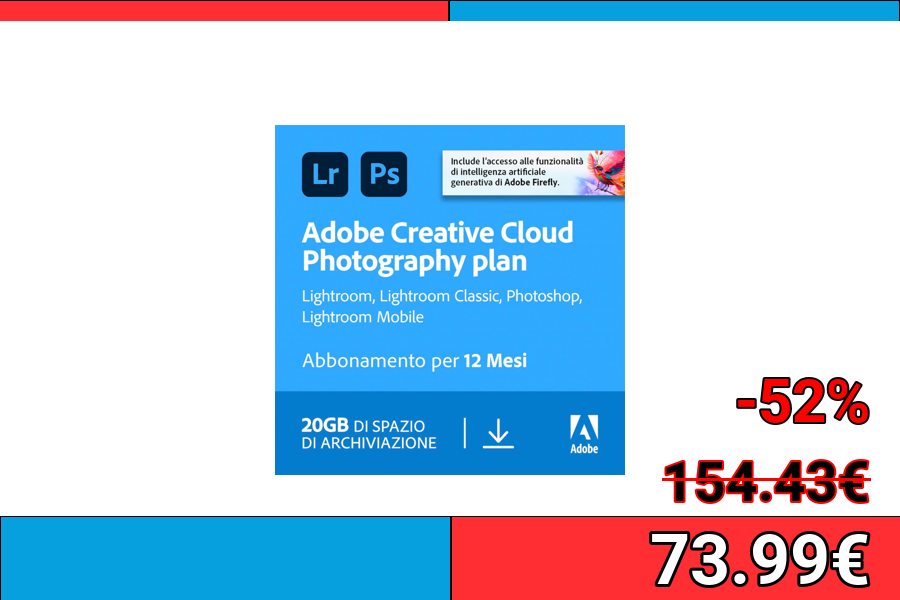 Lr Ps
Include l'accesso alle funzionalità
di intelligenza artificiale
generativa di Adobe Firefly.
Adobe Creative Cloud
Photography plan
Lightroom, Lightroom Classic, Photoshop,
Lightroom Mobile
Abbonamento per 12 Mesi
20GB DI SPAZIO
DI ARCHIVIAZIONE
Adobe
-52%
154.43€
73.99€